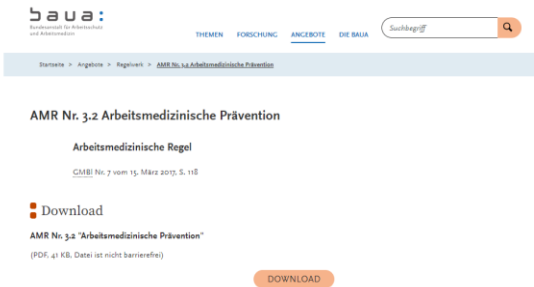 baua:
Bundesanstalt für Arbeitsschutz
und Arbeitsmedizin
THEMEN FORSCHUNG ANGEBOTE DIE BAUA
Suchbegriff
Startseite > Angebote > Regelwerk > AMR Nr. 3.2 Arbeitsmedizinische Prävention
AMR Nr. 3.2 Arbeitsmedizinische Prävention
Arbeitsmedizinische Regel
GMBl Nr. 7 vom 15. März 2017, S. 118
Download
AMR Nr. 3.2 "Arbeitsmedizinische Prävention"
(PDF, 41 KB, Datei ist nicht barrierefrei)
DOWNLOAD